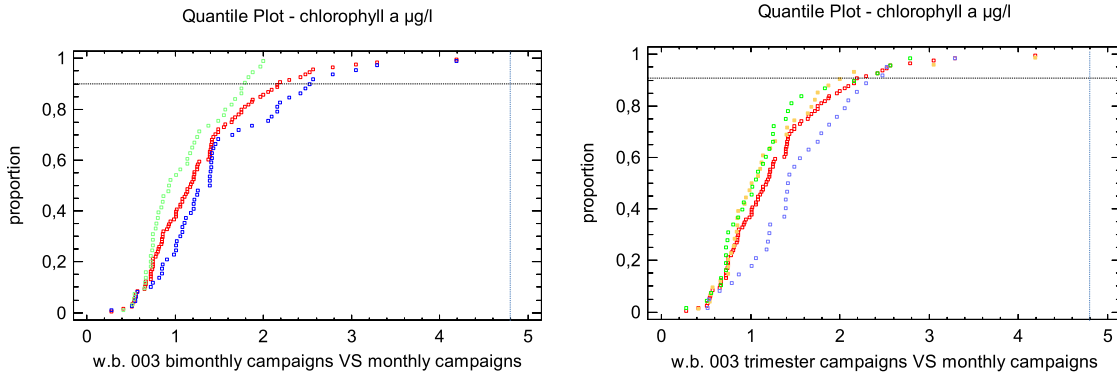 Quantile Plot - chlorophyll a µg/l
proportion
1
0,8
0,6
0,4
0,2
0
0 1 2 3 4 5
w.b. 003 bimonthly campaigns VS monthly campaigns
Quantile Plot - chlorophyll a µg/l
proportion
1
0,8
0,6
0,4
0,2
0
0 1 2 3 4 5
w.b. 003 trimester campaigns VS monthly campaigns